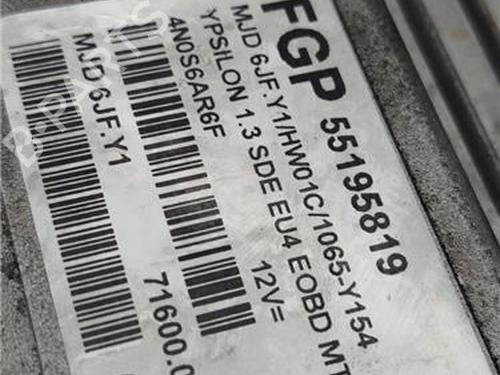 FGP 55195819
MJD 6JF.Y1/HW01C/1065-Y154
YPSILON 1.3 SDE EU4 EOBD MT
4N0S6AR6F
12V=
MJD 6JF.Y1
71600.0
B-PARTS